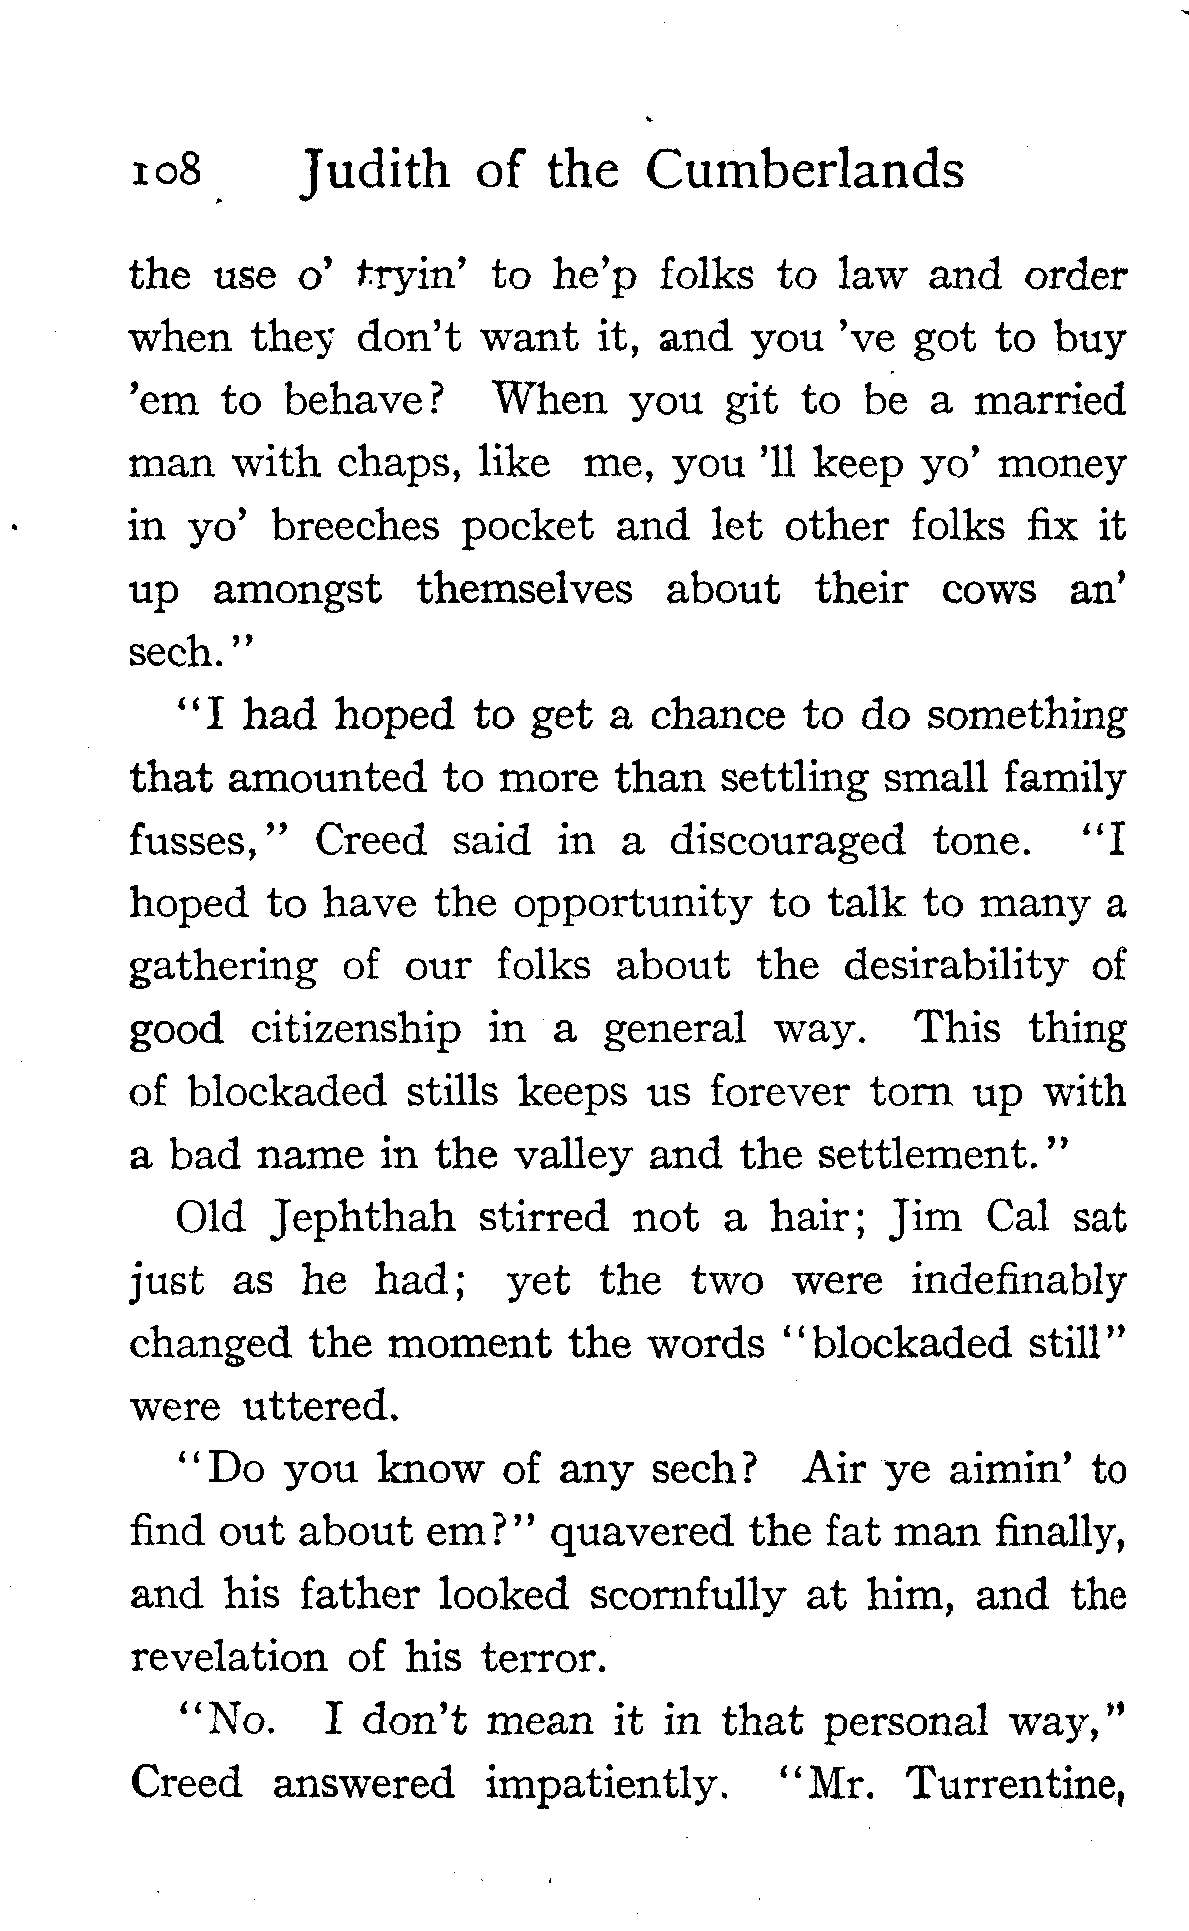 108 Judith of the Cumberlands
the use o' tryin' to he'p folks to law and order
when they don't want it, and you 've got to buy
'em to behave? When you git to be a married
man with chaps, like me, you 'll keep yo' money
in yo' breeches pocket and let other folks fix it
up amongst themselves about their cows an'
sech."
"I had hoped to get a chance to do something
that amounted to more than settling small family
fusses," Creed said in a discouraged tone. "I
hoped to have the opportunity to talk to many a
gathering of our folks about the desirability of
good citizenship in a general way. This thing
of blockaded stills keeps us forever torn up with
a bad name in the valley and the settlement."
Old Jephthah stirred not a hair; Jim Cal sat
just as he had; yet the two were indefinably
changed the moment the words "blockaded still"
were uttered.
"Do you know of any sech? Air ye aimin' to
find out about em?" quavered the fat man finally,
and his father looked scornfully at him, and the
revelation of his terror.
"No. I don't mean it in that personal way,"
Creed answered impatiently. "Mr. Turrentine,